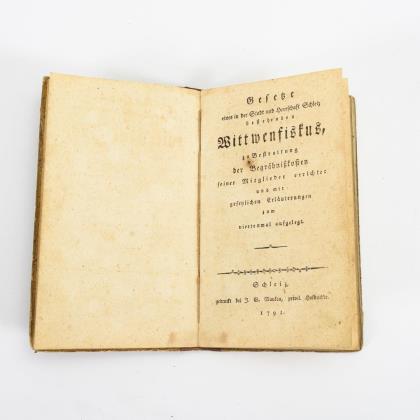 Gesetze
eines in der Stadt und Herrschaft Schleiz
bestehenden
Wittwenfiskus,
zu Bestreitung
der Begräbnißkosten
seiner Mitglieder errichtet
und mit
gesetzlichen Erläuterungen
zum
viertenmal aufgelegt.
Schleiz,
gedruckt bei J. G. Mauken, privil. Hofbuchdr.
1791.